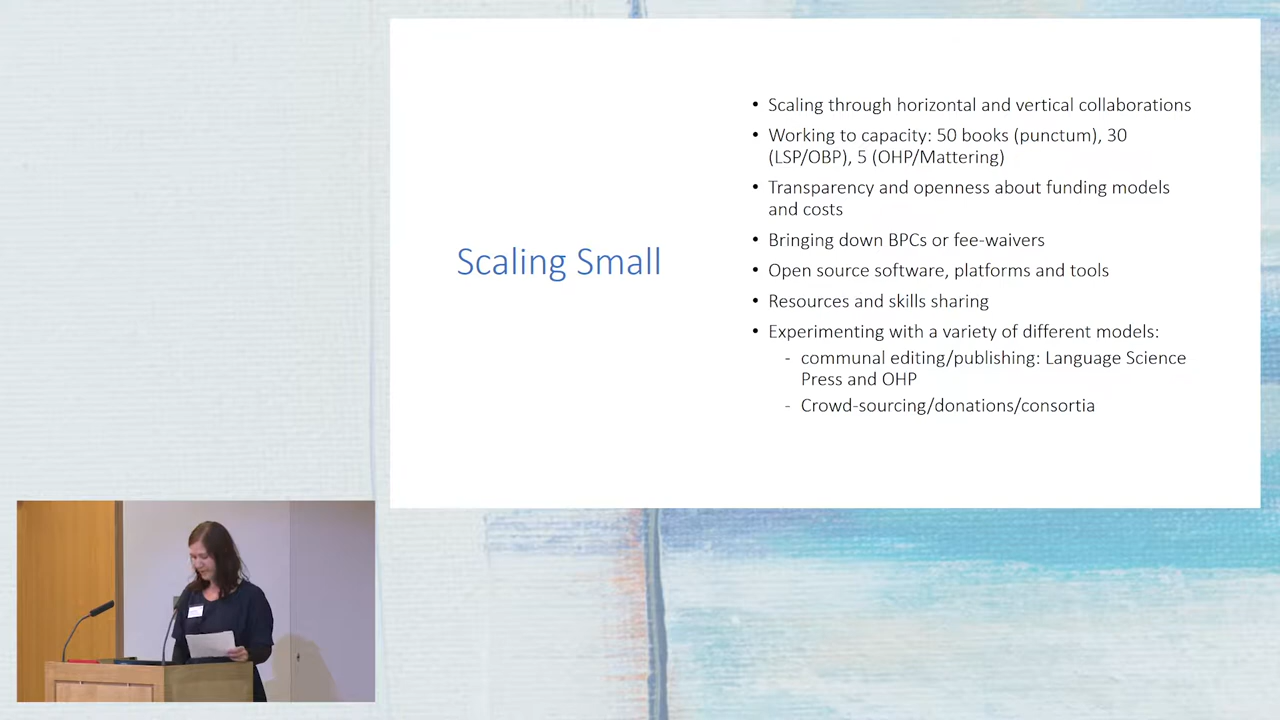 Scaling Small
• Scaling through horizontal and vertical collaborations
• Working to capacity: 50 books (punctum), 30
(LSP/OBP), 5 (OHP/Mattering)
• Transparency and openness about funding models
and costs
• Bringing down BPCs or fee-waivers
• Open source software, platforms and tools
• Resources and skills sharing
• Experimenting with a variety of different models:
- communal editing/publishing: Language Science
Press and OHP
- Crowd-sourcing/donations/consortia